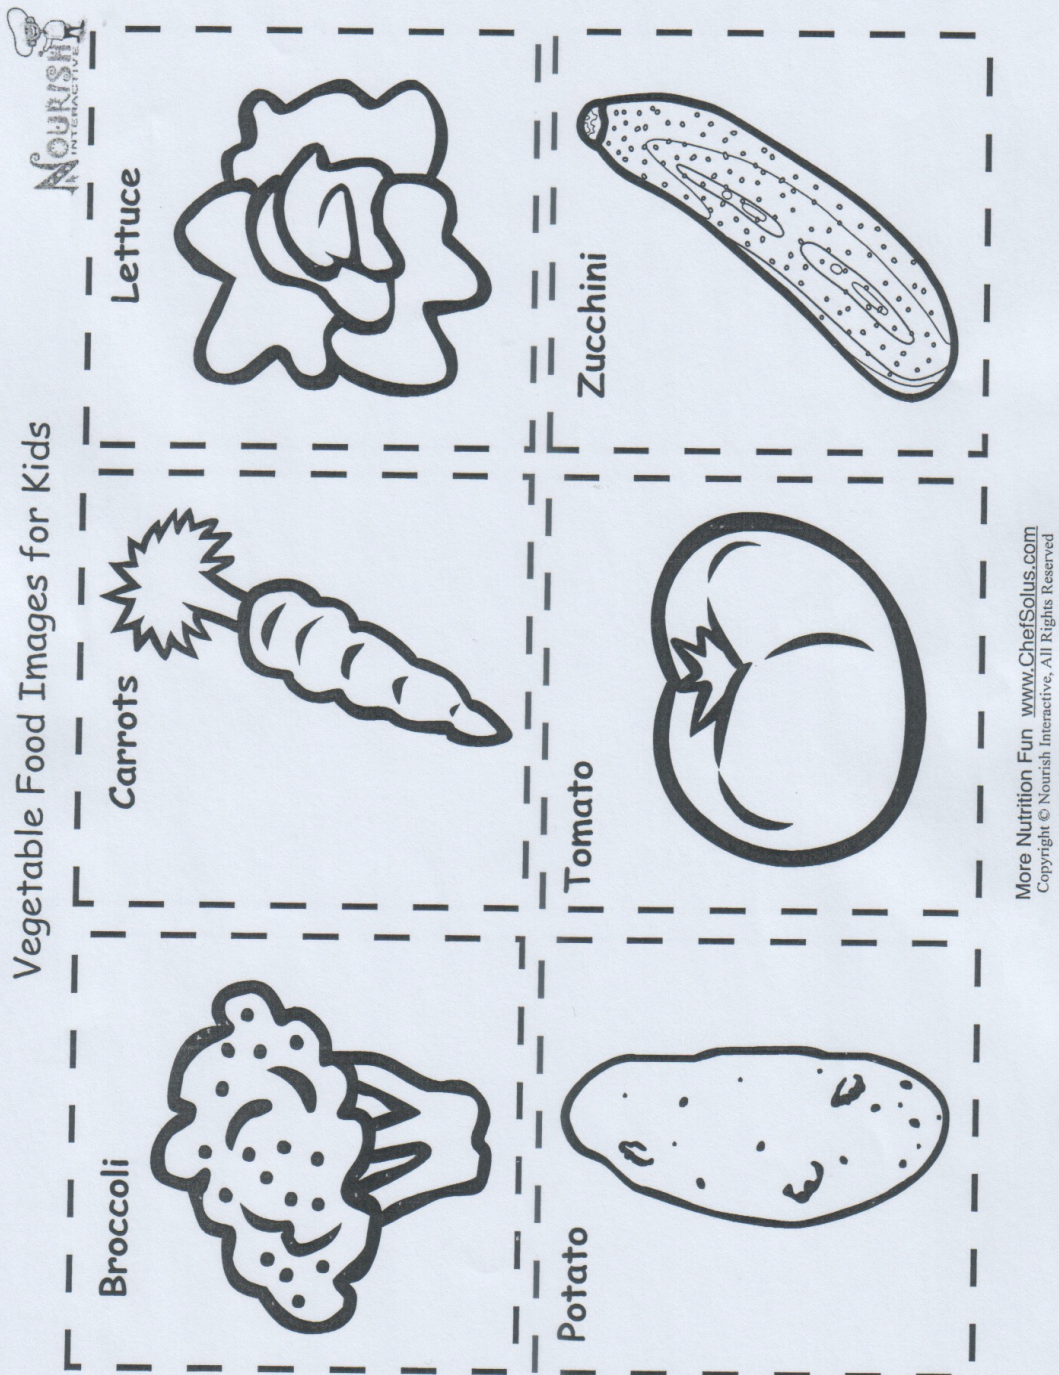 Vegetable Food Images for Kids
NOURISH
INTERACTIVE
Broccoli
Carrots
Lettuce
Potato
Tomato
Zucchini
More Nutrition Fun www.ChefSolus.com
Copyright © Nourish Interactive, All Rights Reserved